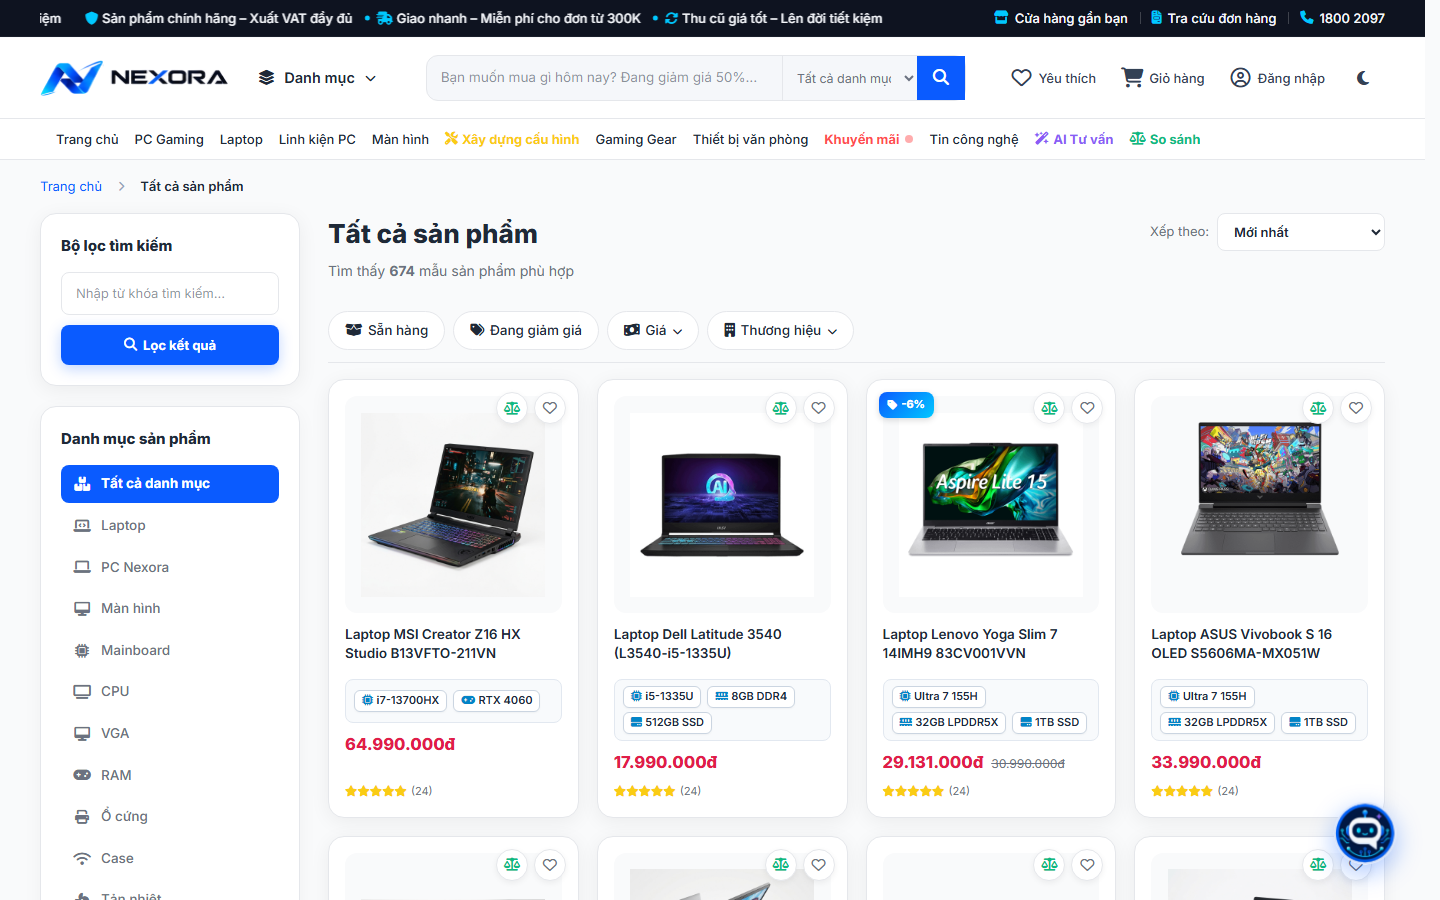 iệm
Sản phẩm chính hãng – Xuất VAT đầy đủ
Giao nhanh – Miễn phí cho đơn từ 300K
Thu cũ giá tốt – Lên đời tiết kiệm
Cửa hàng gần bạn
Tra cứu đơn hàng
1800 2097
NEXORA
Danh mục
Bạn muốn mua gì hôm nay? Đang giảm giá 50%...
Tất cả danh mục
Yêu thích
Giỏ hàng
Đăng nhập
Trang chủ
PC Gaming
Laptop
Linh kiện PC
Màn hình
Xây dựng cấu hình
Gaming Gear
Thiết bị văn phòng
Khuyến mãi
Tin công nghệ
AI Tư vấn
So sánh
Trang chủ
Tất cả sản phẩm
Bộ lọc tìm kiếm
Nhập từ khóa tìm kiếm...
Lọc kết quả
Danh mục sản phẩm
Tất cả danh mục
Laptop
PC Nexora
Màn hình
Mainboard
CPU
VGA
RAM
Ổ cứng
Case
Tản nhiệt
Tất cả sản phẩm
Tìm thấy 674 mẫu sản phẩm phù hợp
Xếp theo:
Mới nhất
Sẵn hàng
Đang giảm giá
Giá
Thương hiệu
Laptop MSI Creator Z16 HX
Studio B13VFTO-211VN
i7-13700HX
RTX 4060
64.990.000đ
(24)
AI
Laptop Dell Latitude 3540
(L3540-i5-1335U)
i5-1335U
8GB DDR4
512GB SSD
17.990.000đ
(24)
-6%
Aspire Lite 15
Laptop Lenovo Yoga Slim 7
14IMH9 83CV001VVN
Ultra 7 155H
32GB LPDDR5X
1TB SSD
29.131.000đ
30.990.000đ
(24)
Laptop ASUS Vivobook S 16
OLED S5606MA-MX051W
Ultra 7 155H
32GB LPDDR5X
1TB SSD
33.990.000đ
(24)